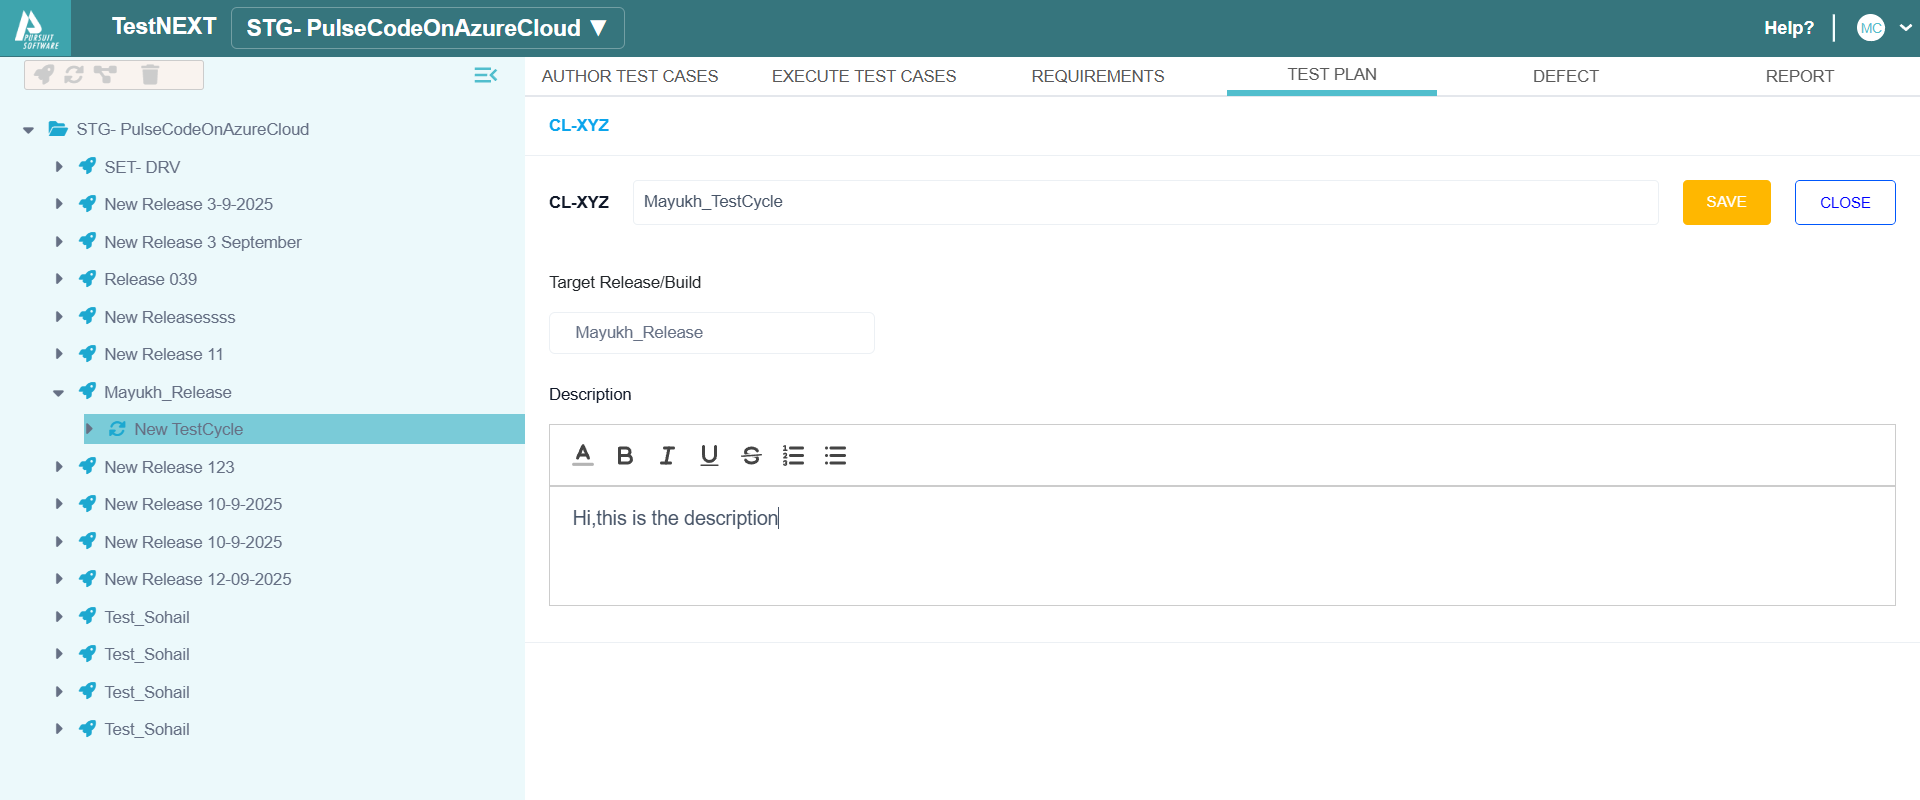 PURSUIT
SOFTWARE
TestNEXT
STG- PulseCodeOnAzureCloud ▼
Help?
MC
STG- PulseCodeOnAzureCloud
SET- DRV
New Release 3-9-2025
New Release 3 September
Release 039
New Releasessss
New Release 11
Mayukh_Release
New TestCycle
New Release 123
New Release 10-9-2025
New Release 10-9-2025
New Release 12-09-2025
Test_Sohail
Test_Sohail
Test_Sohail
Test_Sohail
AUTHOR TEST CASES
EXECUTE TEST CASES
REQUIREMENTS
TEST PLAN
DEFECT
REPORT
CL-XYZ
CL-XYZ
Mayukh_TestCycle
SAVE
CLOSE
Target Release/Build
Mayukh_Release
Description
Hi,this is the description